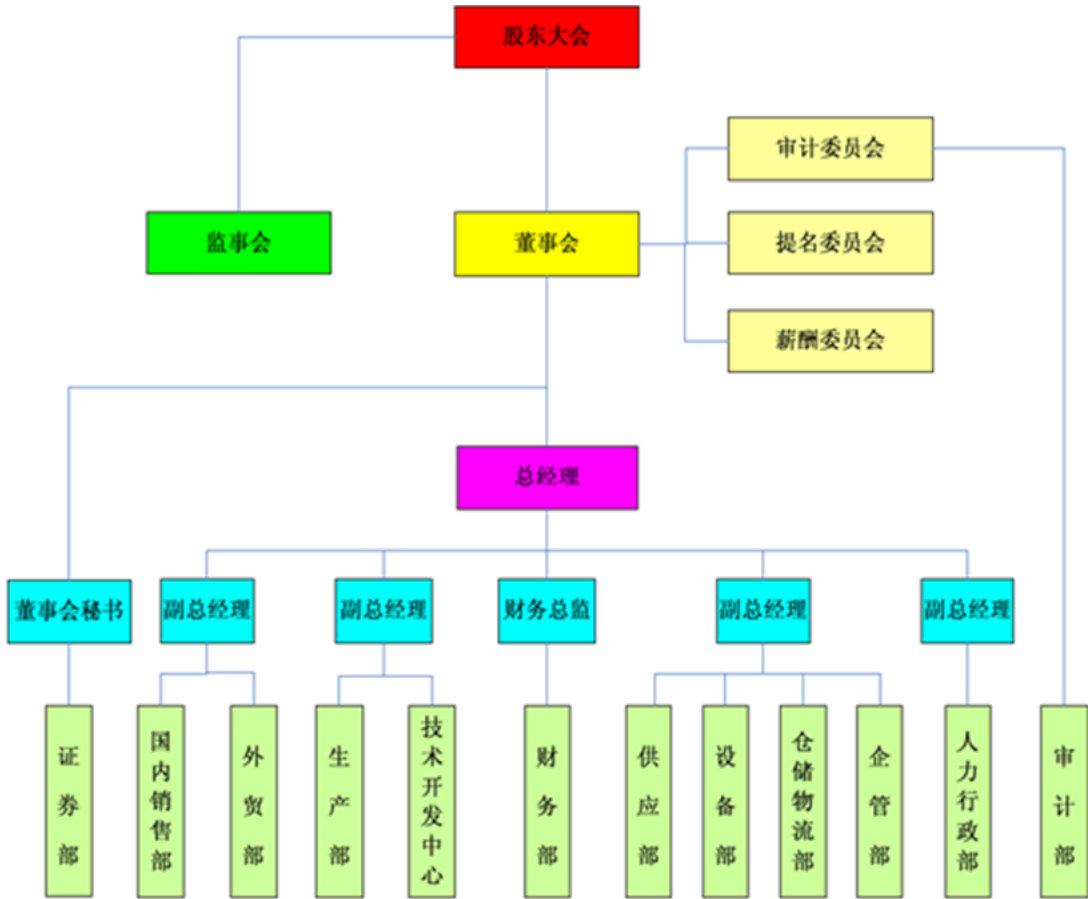 股东大会
审计委员会
监事会
董事会
提名委员会
薪酬委员会
总经理
董事会秘书
副总经理
副总经理
财务总监
副总经理
副总经理
证券部
国内销售部
外贸部
生产部
技术开发中心
财务部
供应部
设备部
仓储物流部
企管部
人力行政部
审计部